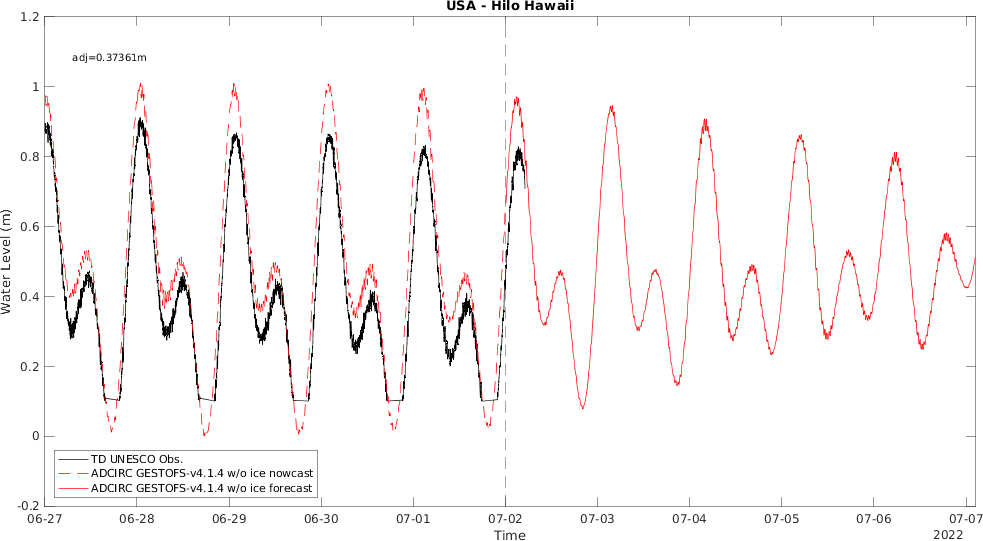 USA - Hilo Hawaii
adj=0.37361m
Water Level (m)
1.2
1
0.8
0.6
0.4
0.2
0
-0.2
TD UNESCO Obs.
ADCIRC GESTOFS-v4.1.4 w/o ice nowcast
ADCIRC GESTOFS-v4.1.4 w/o ice forecast
06-27 06-28 06-29 06-30 07-01 07-02 07-03 07-04 07-05 07-06 07-07
Time
2022